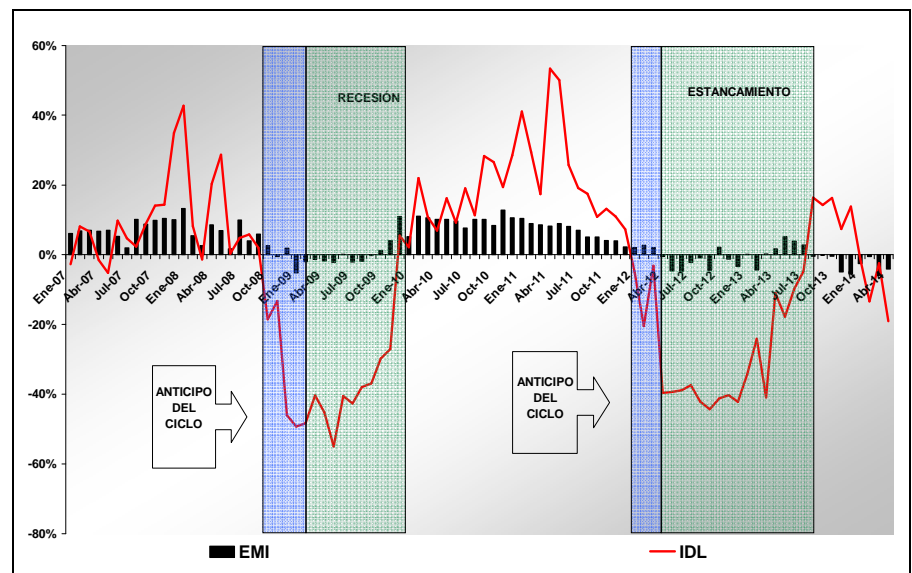 60%
40%
20%
0%
-20%
-40%
-60%
-80%
RECESIÓN
ESTANCAMIENTO
Ene-07
Abr-07
Jul-07
Oct-07
Ene-08
Abr-08
Jul-08
Oct-08
Ene-09
Abr-09
Jul-09
Oct-09
Ene-10
Abr-10
Jul-10
Oct-10
Ene-11
Abr-11
Jul-11
Oct-11
Ene-12
Abr-12
Jul-12
Oct-12
Ene-13
Abr-13
Jul-13
Oct-13
Ene-14
Abr-14
ANTICIPO
DEL
CICLO
ANTICIPO
DEL
CICLO
EMI
IDL